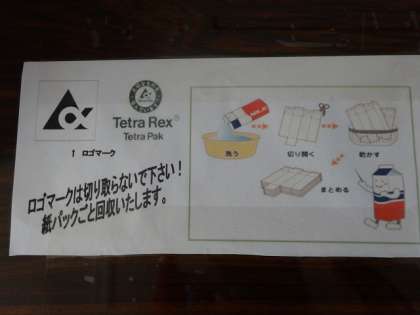 Tetra Rex®
Tetra Pak
↑ ロゴマーク
ロゴマークは切り取らないで下さい！
紙パックごと回収いたします。
洗う
切り開く
乾かす
まとめる